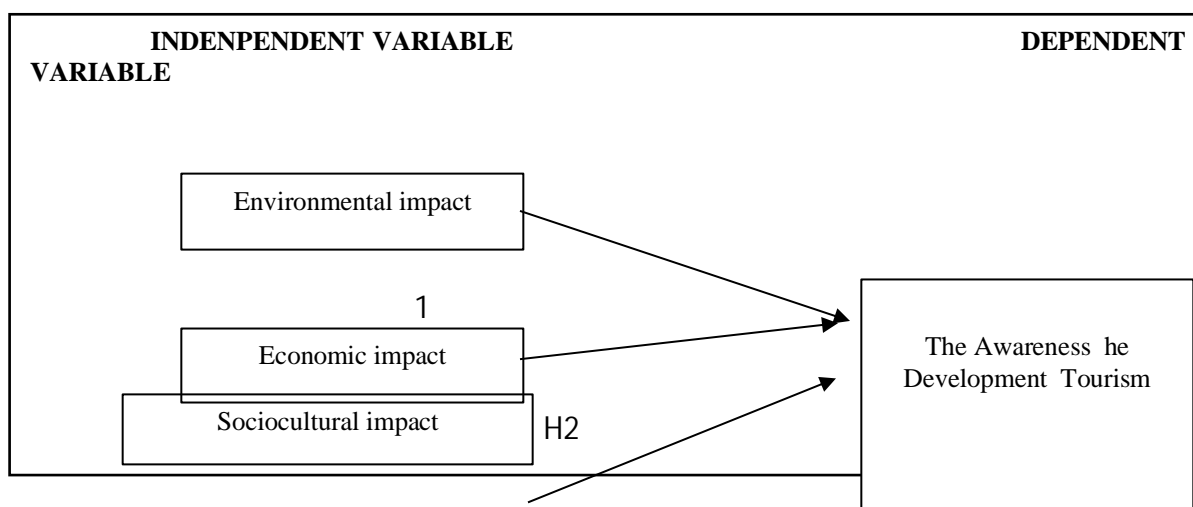 INDENPENDENT VARIABLE DEPENDENT
VARIABLE
Environmental impact
1
Economic impact
The Awareness he
Development Tourism
Sociocultural impact
H2